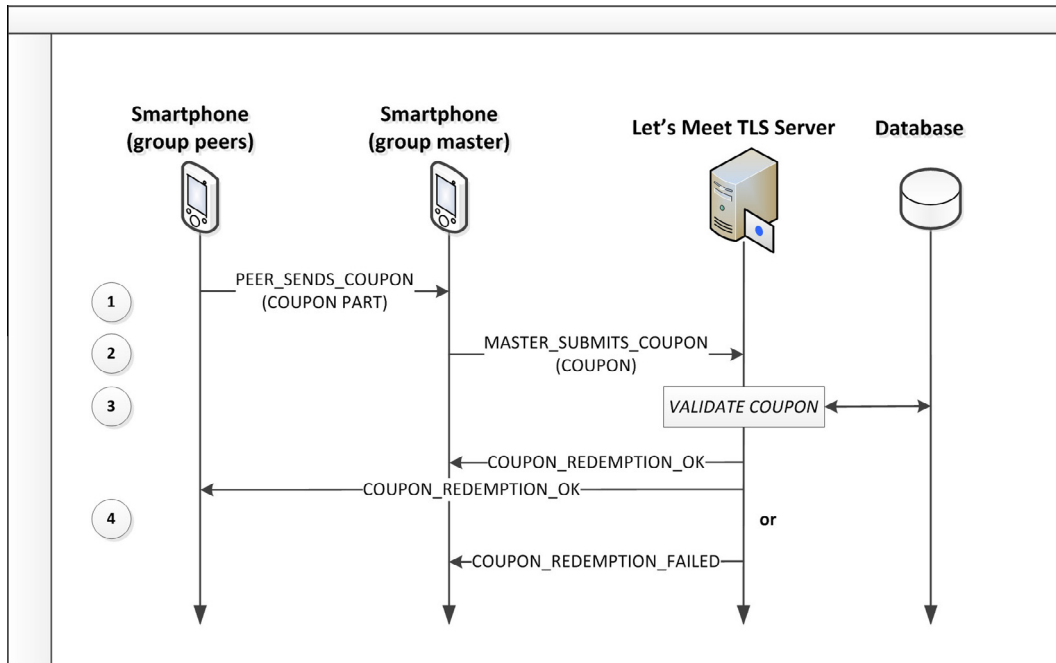 Smartphone
(group peers)
Smartphone
(group master)
Let's Meet TLS Server
Database
1
PEER_SENDS_COUPON
(COUPON PART)
2
MASTER_SUBMITS_COUPON
(COUPON)
3
VALIDATE COUPON
COUPON_REDEMPTION_OK
COUPON_REDEMPTION_OK
4
or
COUPON_REDEMPTION_FAILED